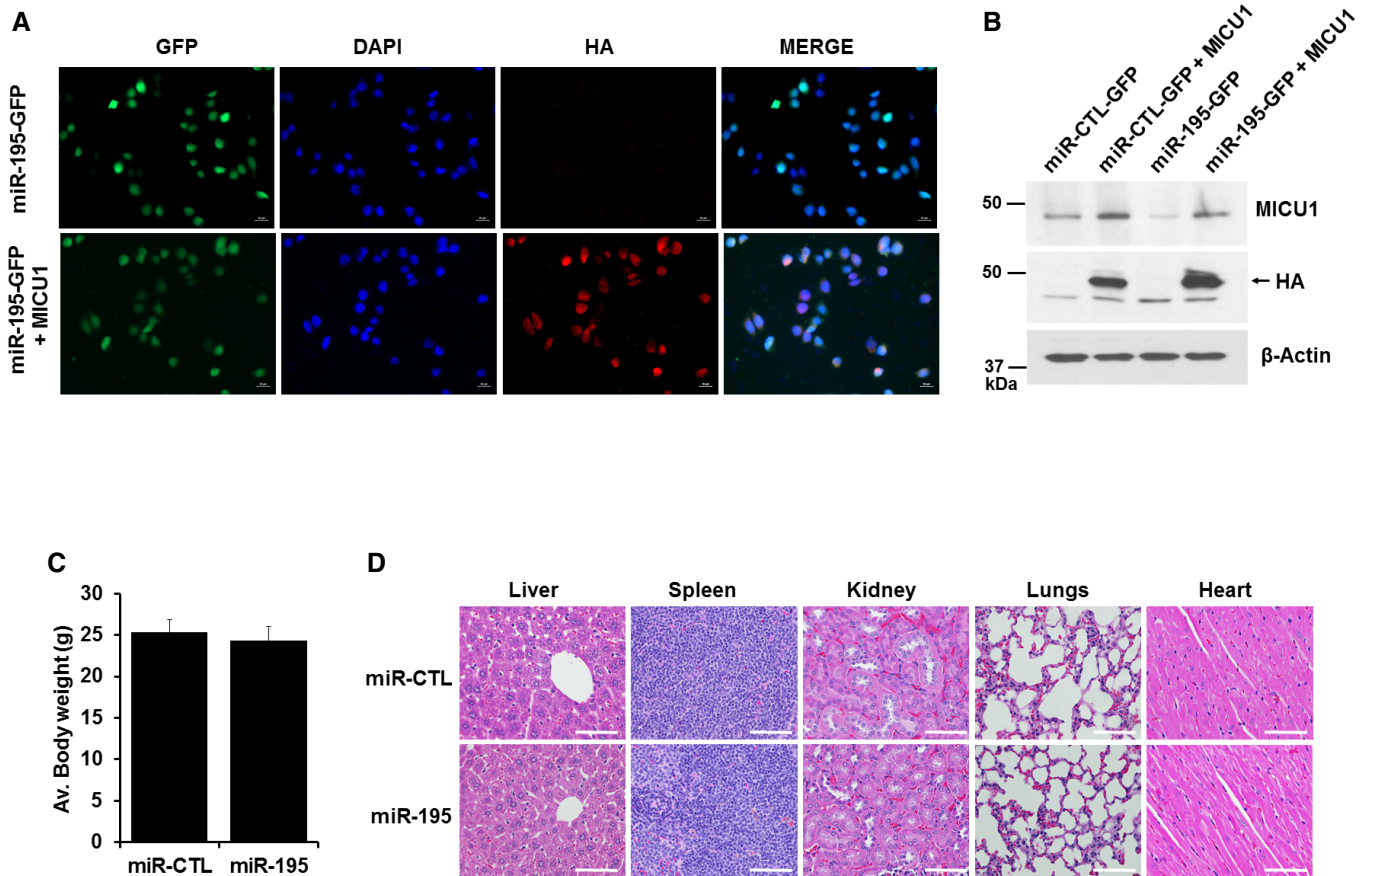 A
GFP
DAPI
HA
MERGE
miR-195-GFP
miR-195-GFP
+ MICU1
B
miR-CTL-GFP
miR-CTL-GFP + MICU1
miR-195-GFP
miR-195-GFP + MICU1
50
MICU1
50
← HA
β-Actin
37
kDa
C
Av. Body weight (g)
30
25
20
15
10
5
0
miR-CTL
miR-195
D
Liver
Spleen
Kidney
Lungs
Heart
miR-CTL
miR-195